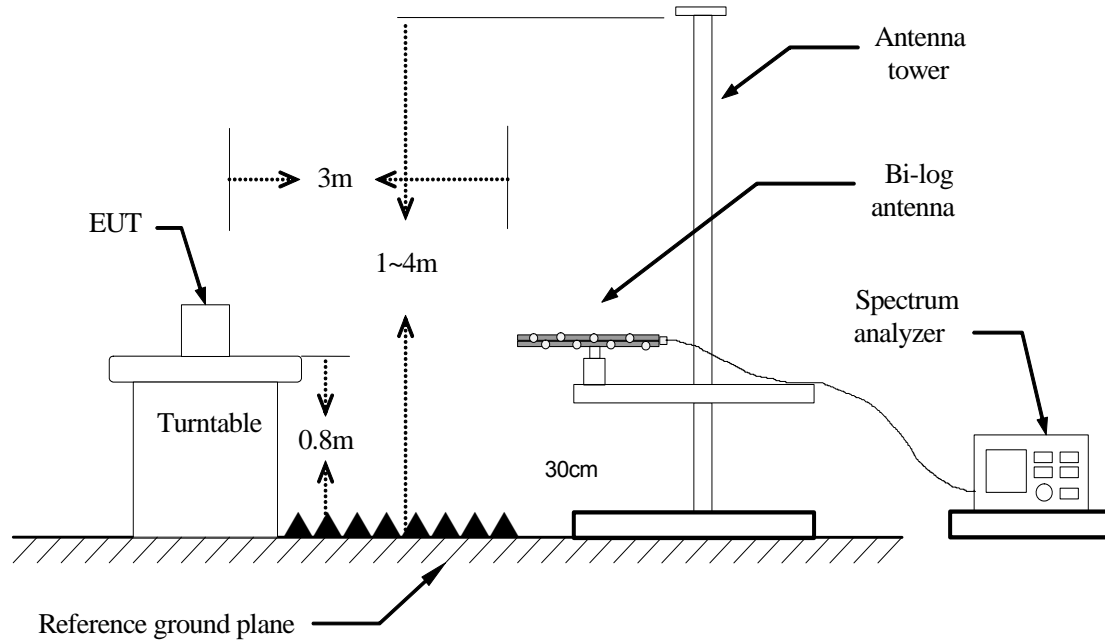 Antenna
tower
3m
Bi-log
antenna
EUT
1~4m
Spectrum
analyzer
Turntable
0.8m
30cm
Reference ground plane